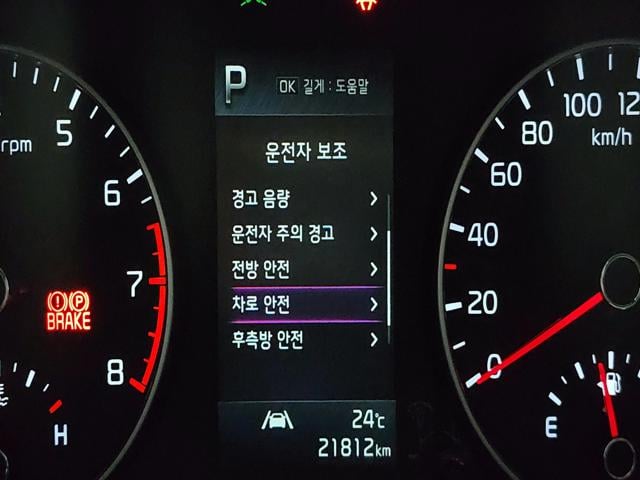 P
OK 길게 : 도움말
운전자 보조
경고 음량
운전자 주의 경고
전방 안전
차로 안전
후측방 안전
24℃
21812km
rpm
5
6
7
8
BRAKE
P
H
100
80
km/h
60
40
20
0
E